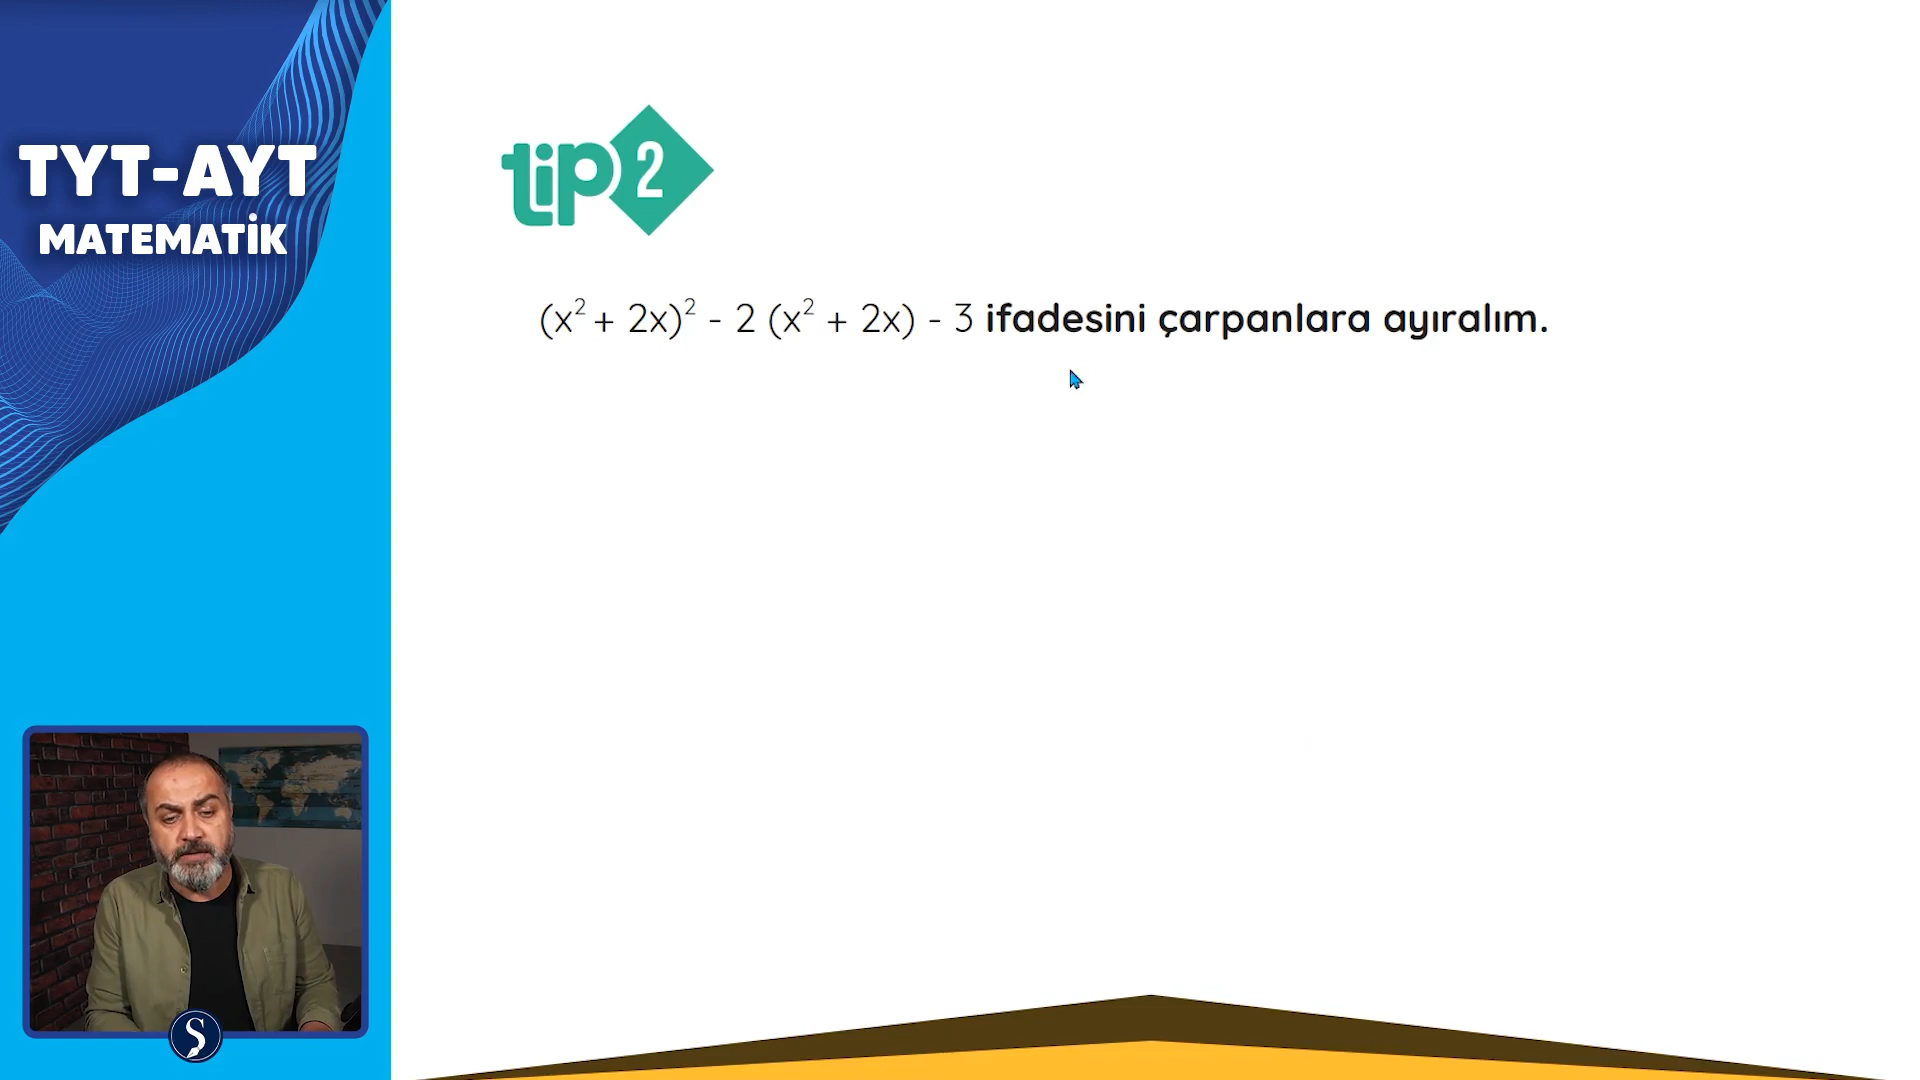 TYT-AYT
MATEMATİK
tip 2
(x² + 2x)² - 2 (x² + 2x) - 3 ifadesini çarpanlara ayıralım.
S